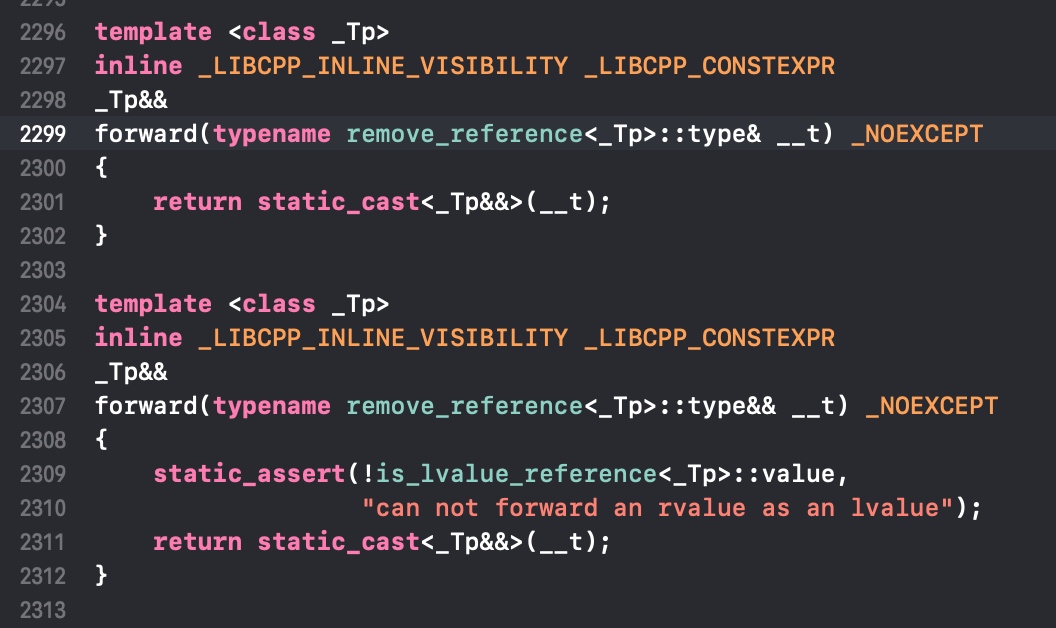 2296 template <class _Tp>
2297 inline _LIBCPP_INLINE_VISIBILITY _LIBCPP_CONSTEXPR
2298 _Tp&&
2299 forward(typename remove_reference<_Tp>::type& __t) _NOEXCEPT
2300 {
2301     return static_cast<_Tp&&>(__t);
2302 }
2303
2304 template <class _Tp>
2305 inline _LIBCPP_INLINE_VISIBILITY _LIBCPP_CONSTEXPR
2306 _Tp&&
2307 forward(typename remove_reference<_Tp>::type&& __t) _NOEXCEPT
2308 {
2309     static_assert(!is_lvalue_reference<_Tp>::value,
2310                   "can not forward an rvalue as an lvalue");
2311     return static_cast<_Tp&&>(__t);
2312 }
2313